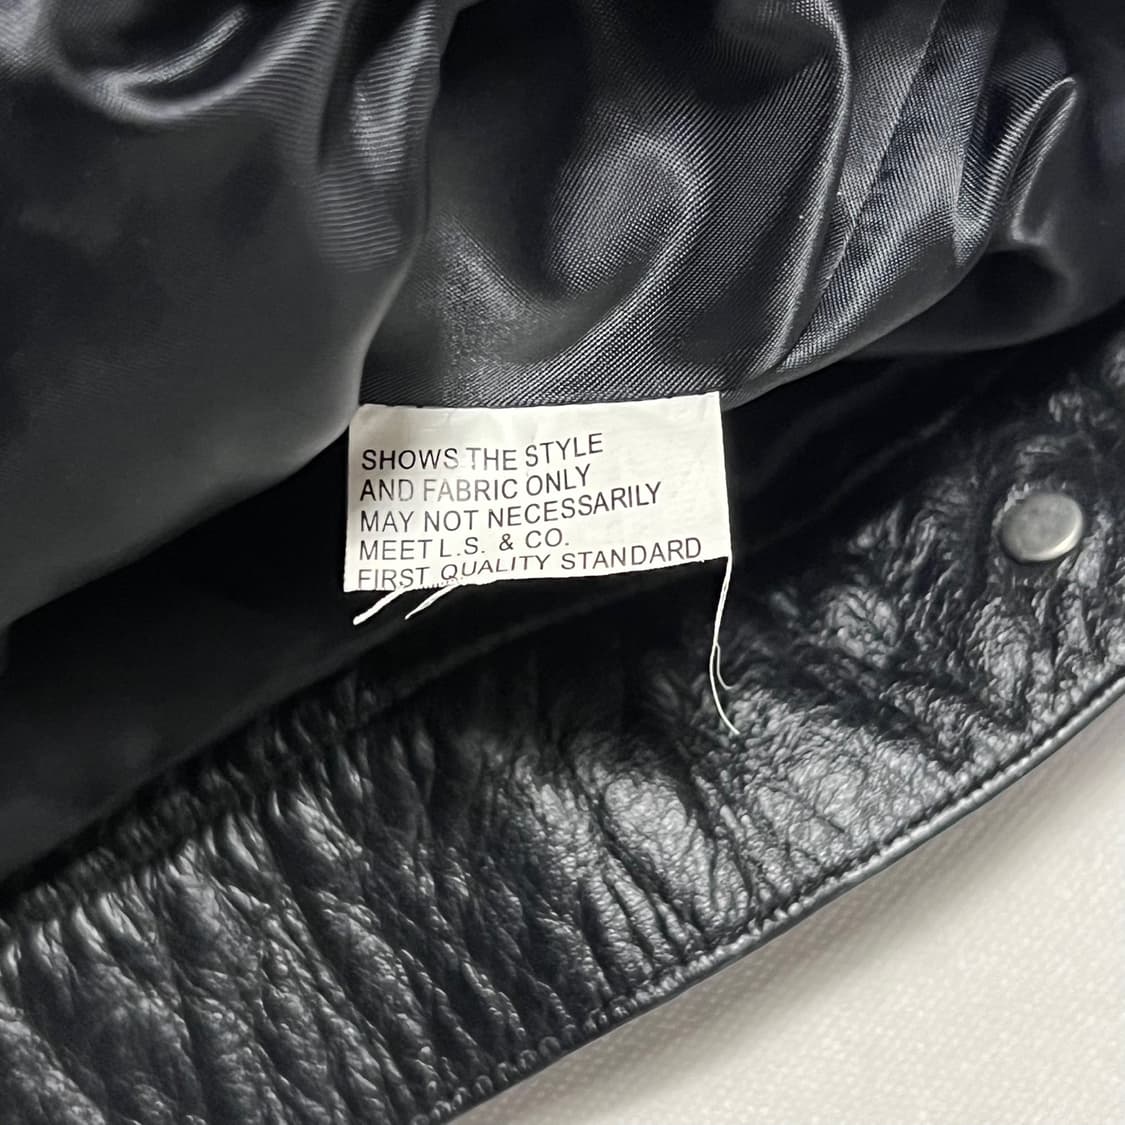 SHOWS THE STYLE
AND FABRIC ONLY
MAY NOT NECESSARILY
MEET L.S. & CO.
FIRST QUALITY STANDARD